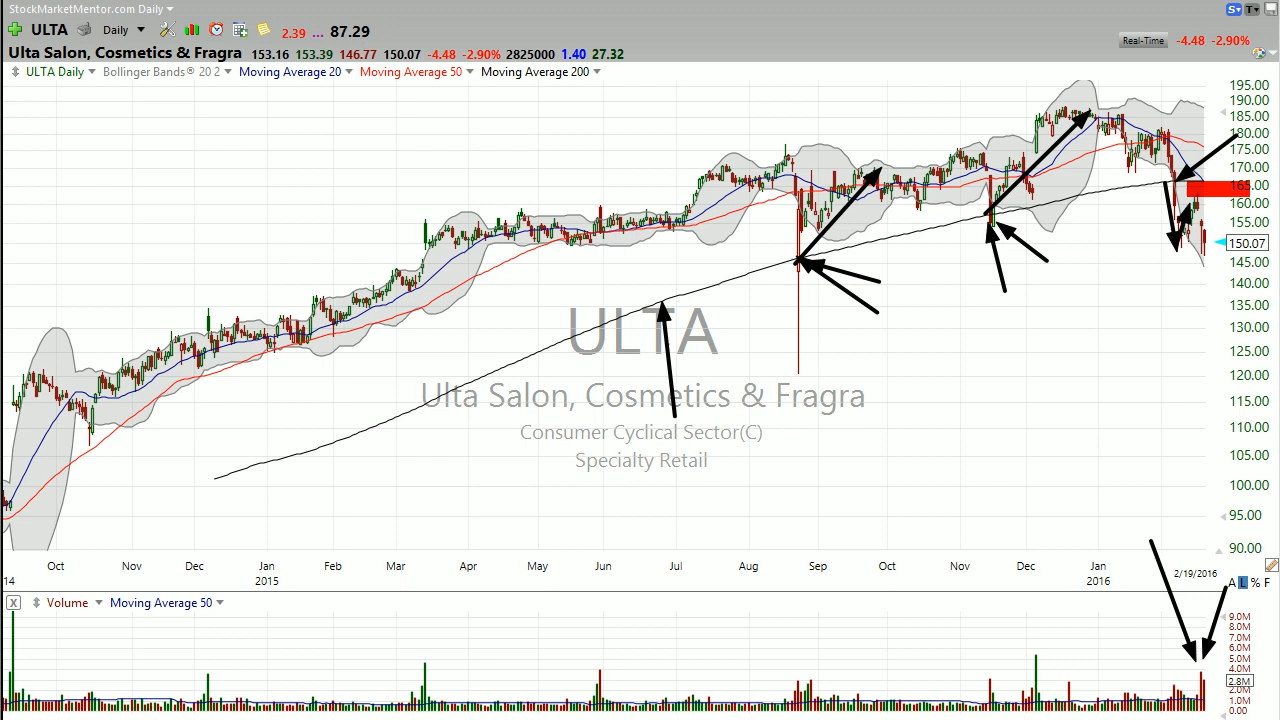 StockMarketMentor.com Daily
ULTA Daily 2.39 ... 87.29
S T
Ulta Salon, Cosmetics & Fragra 153.16 153.39 146.77 150.07 -4.48 -2.90% 2825000 1.40 27.32
Real-Time -4.48 -2.90%
ULTA Daily Bollinger Bands® 20 2 Moving Average 20 Moving Average 50 Moving Average 200
195.00
190.00
185.00
180.00
175.00
170.00
165.00
160.00
155.00
150.07
145.00
140.00
135.00
130.00
125.00
120.00
115.00
110.00
105.00
100.00
95.00
90.00
ULTA
Ulta Salon, Cosmetics & Fragra
Consumer Cyclical Sector(C)
Specialty Retail
Oct Nov Dec Jan Feb Mar Apr May Jun Jul Aug Sep Oct Nov Dec Jan
14 2015 2016 2/19/2016
A L % F
X Volume Moving Average 50
9.0M
8.0M
7.0M
6.0M
5.0M
4.0M
2.8M
2.0M
1.0M
0.00